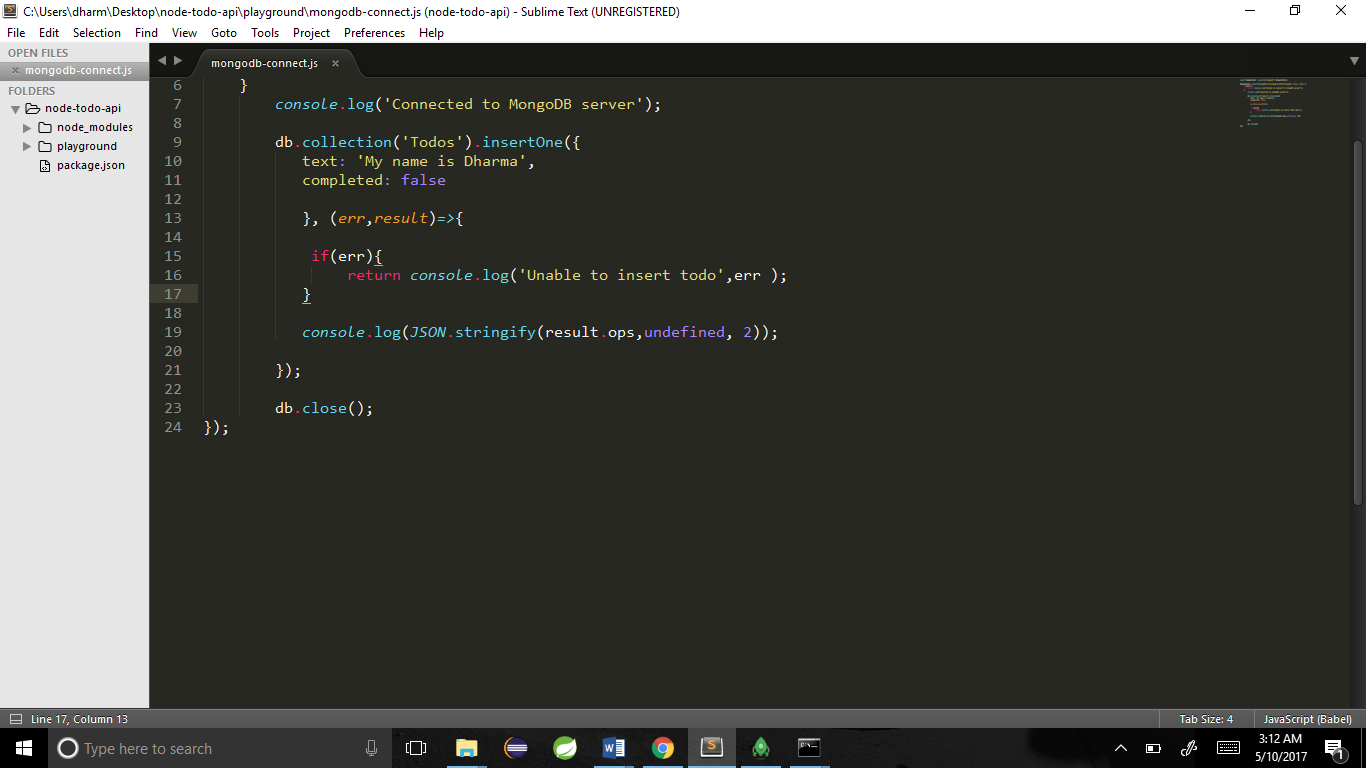 C:\Users\dharm\Desktop\node-todo-api\playground\mongodb-connect.js (node-todo-api) - Sublime Text (UNREGISTERED)
File Edit Selection Find View Goto Tools Project Preferences Help
OPEN FILES
mongodb-connect.js
FOLDERS
node-todo-api
node_modules
playground
package.json
mongodb-connect.js
6 }
7 console.log('Connected to MongoDB server');
8
9 db.collection('Todos').insertOne({
10 text: 'My name is Dharma',
11 completed: false
12
13 }, (err,result)=>{
14
15 if(err){
16 return console.log('Unable to insert todo',err );
17 }
18
19 console.log(JSON.stringify(result.ops,undefined, 2));
20
21 });
22
23 db.close();
24 });
Line 17, Column 13
Tab Size: 4
JavaScript (Babel)
Type here to search
3:12 AM
5/10/2017
1